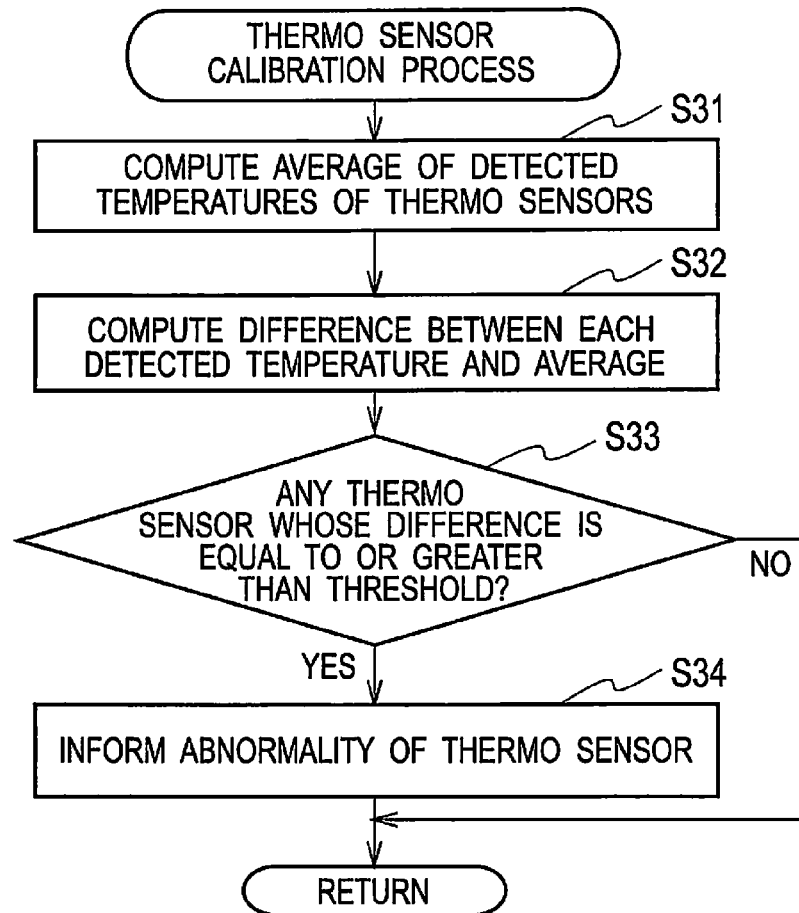 THERMO SENSOR
CALIBRATION PROCESS
S31
COMPUTE AVERAGE OF DETECTED
TEMPERATURES OF THERMO SENSORS
S32
COMPUTE DIFFERENCE BETWEEN EACH
DETECTED TEMPERATURE AND AVERAGE
S33
ANY THERMO
SENSOR WHOSE DIFFERENCE IS
EQUAL TO OR GREATER
THAN THRESHOLD?
NO
YES
S34
INFORM ABNORMALITY OF THERMO SENSOR
RETURN